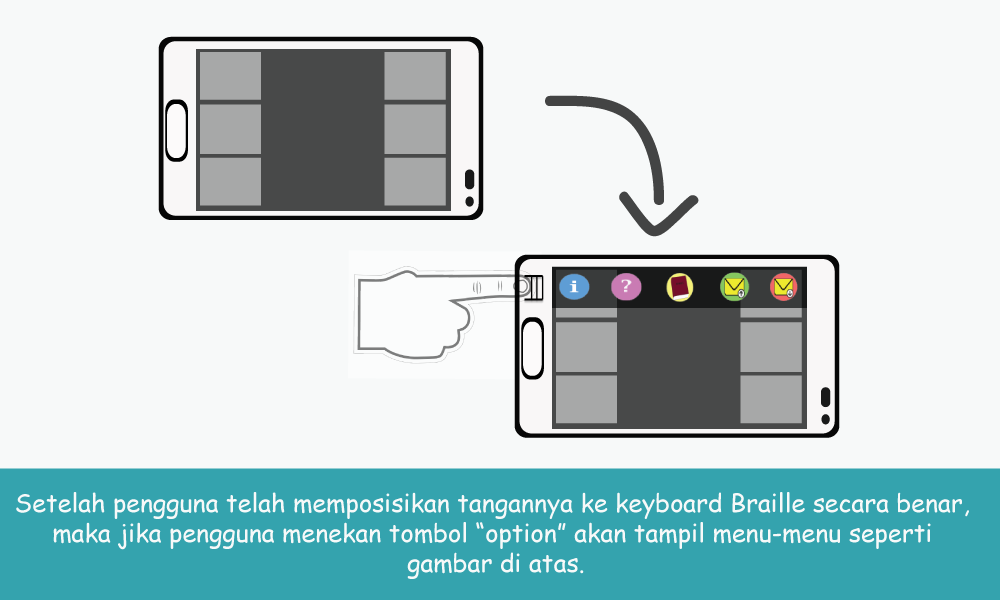 i ?
Setelah pengguna telah memposisikan tangannya ke keyboard Braille secara benar,
maka jika pengguna menekan tombol “option” akan tampil menu-menu seperti
gambar di atas.